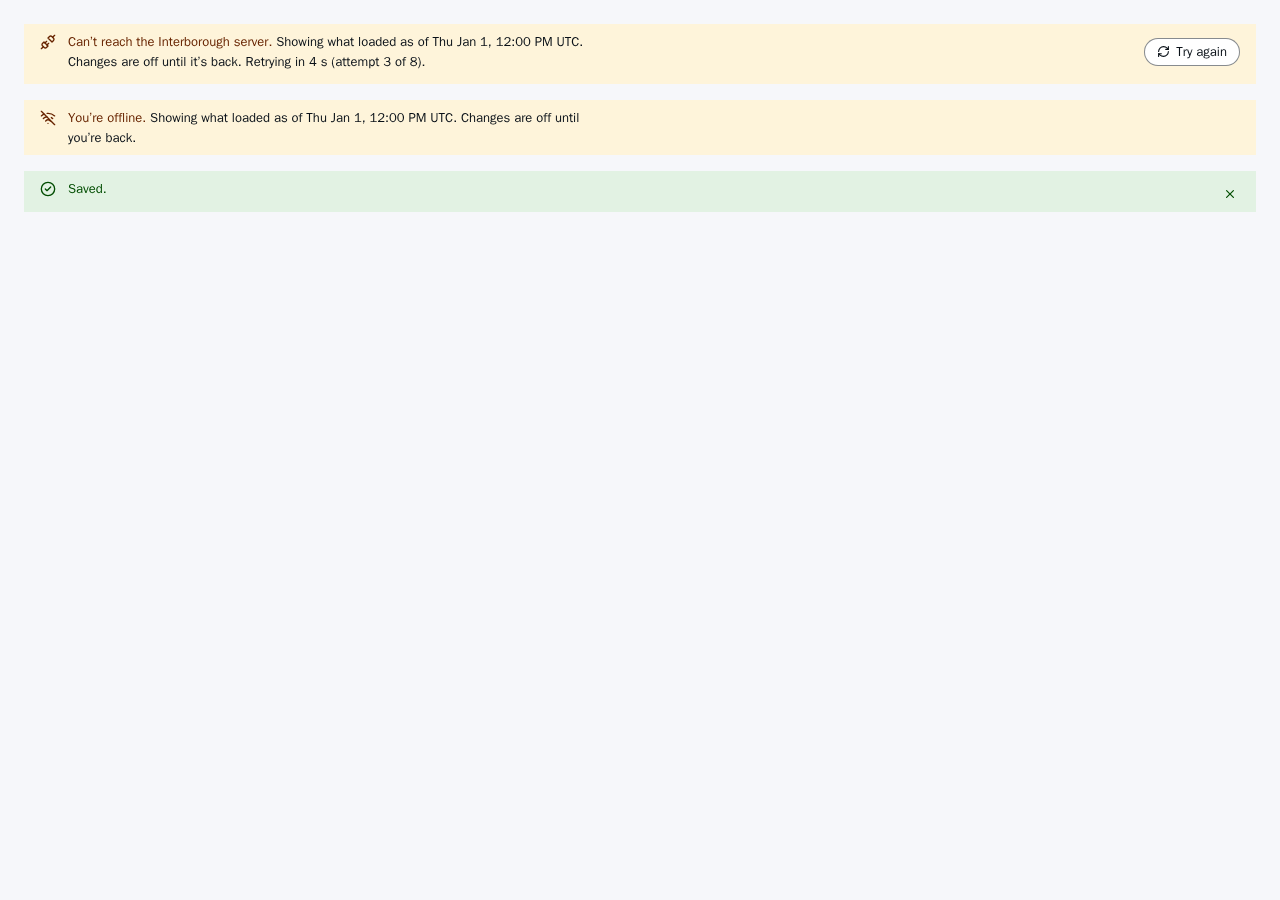 Can’t reach the Interborough server. Showing what loaded as of Thu Jan 1, 12:00 PM UTC.
Changes are off until it’s back. Retrying in 4 s (attempt 3 of 8).
Try again
You’re offline. Showing what loaded as of Thu Jan 1, 12:00 PM UTC. Changes are off until
you’re back.
Saved.